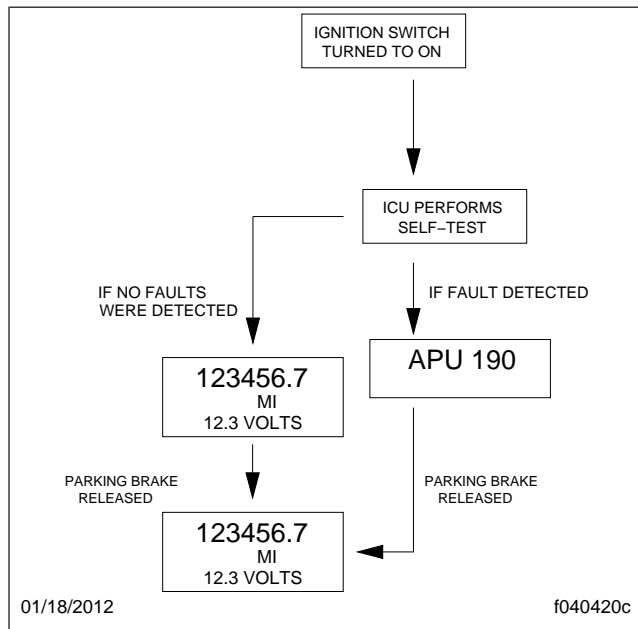 IGNITION SWITCH
TURNED TO ON
ICU PERFORMS
SELF−TEST
IF NO FAULTS
WERE DETECTED
IF FAULT DETECTED
123456.7
MI
12.3 VOLTS
APU 190
PARKING BRAKE
RELEASED
PARKING BRAKE
RELEASED
123456.7
MI
12.3 VOLTS
01/18/2012
f040420c